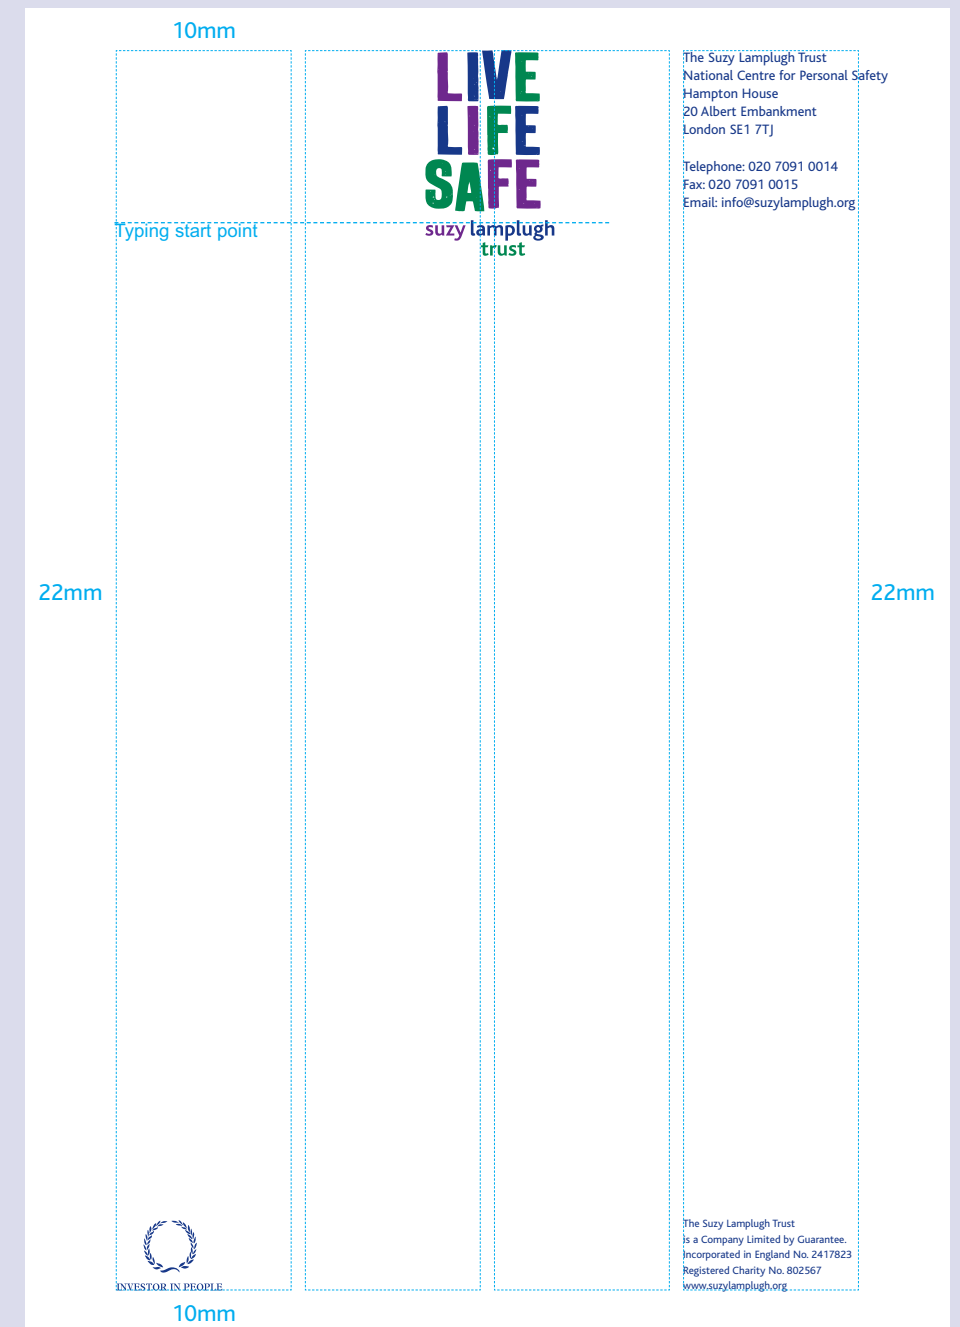 10mm
LIVE
LIFE
SAFE
suzy lamplugh
trust
The Suzy Lamplugh Trust
National Centre for Personal Safety
Hampton House
20 Albert Embankment
London SE1 7TJ
Telephone: 020 7091 0014
Fax: 020 7091 0015
Email: info@suzylamplugh.org
Typing start point
22mm
22mm
INVESTOR IN PEOPLE
The Suzy Lamplugh Trust
is a Company Limited by Guarantee.
Incorporated in England No. 2417823
Registered Charity No. 802567
www.suzylamplugh.org
10mm